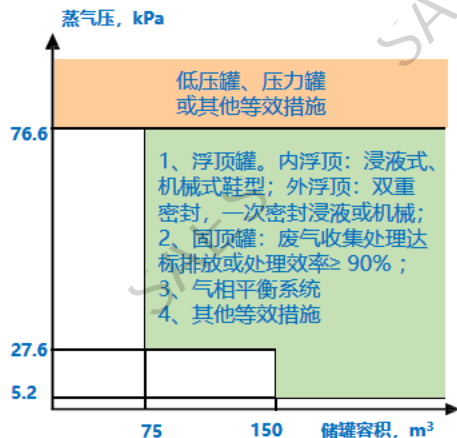 蒸气压，kPa
低压罐、压力罐
或其他等效措施
76.6
1、浮顶罐。内浮顶：浸液式、
机械式鞋型；外浮顶：双重
密封，一次密封浸液或机械；
2、固顶罐：废气收集处理达
标排放或处理效率≥ 90%；
3、气相平衡系统
4、其他等效措施
27.6
5.2
75
150
储罐容积，m³